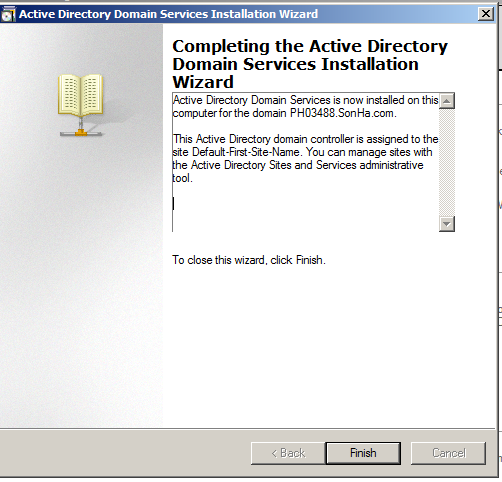 Active Directory Domain Services Installation Wizard
Completing the Active Directory
Domain Services Installation
Wizard
Active Directory Domain Services is now installed on this
computer for the domain PH03488.SonHa.com.
This Active Directory domain controller is assigned to the
site Default-First-Site-Name. You can manage sites with
the Active Directory Sites and Services administrative
tool.
To close this wizard, click Finish.
< Back
Finish
Cancel